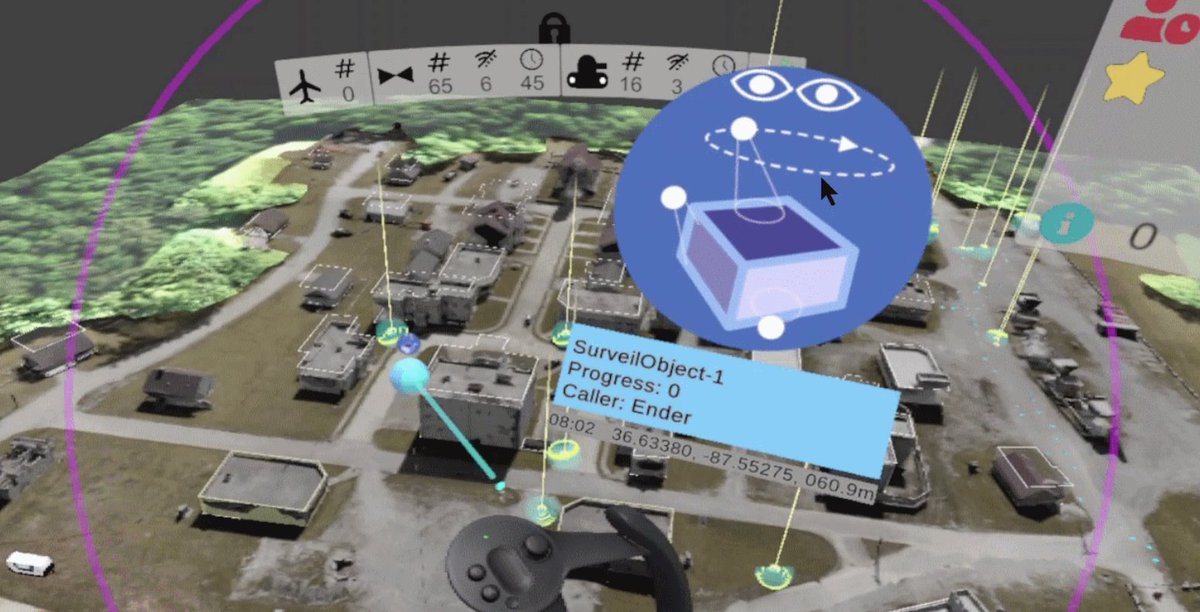 # # 6 45 # 3
0 65 16
SurveilObject-1
Progress: 0
Caller: Ender
08:02 36.63380, -87.55275, 060.9m
i
0